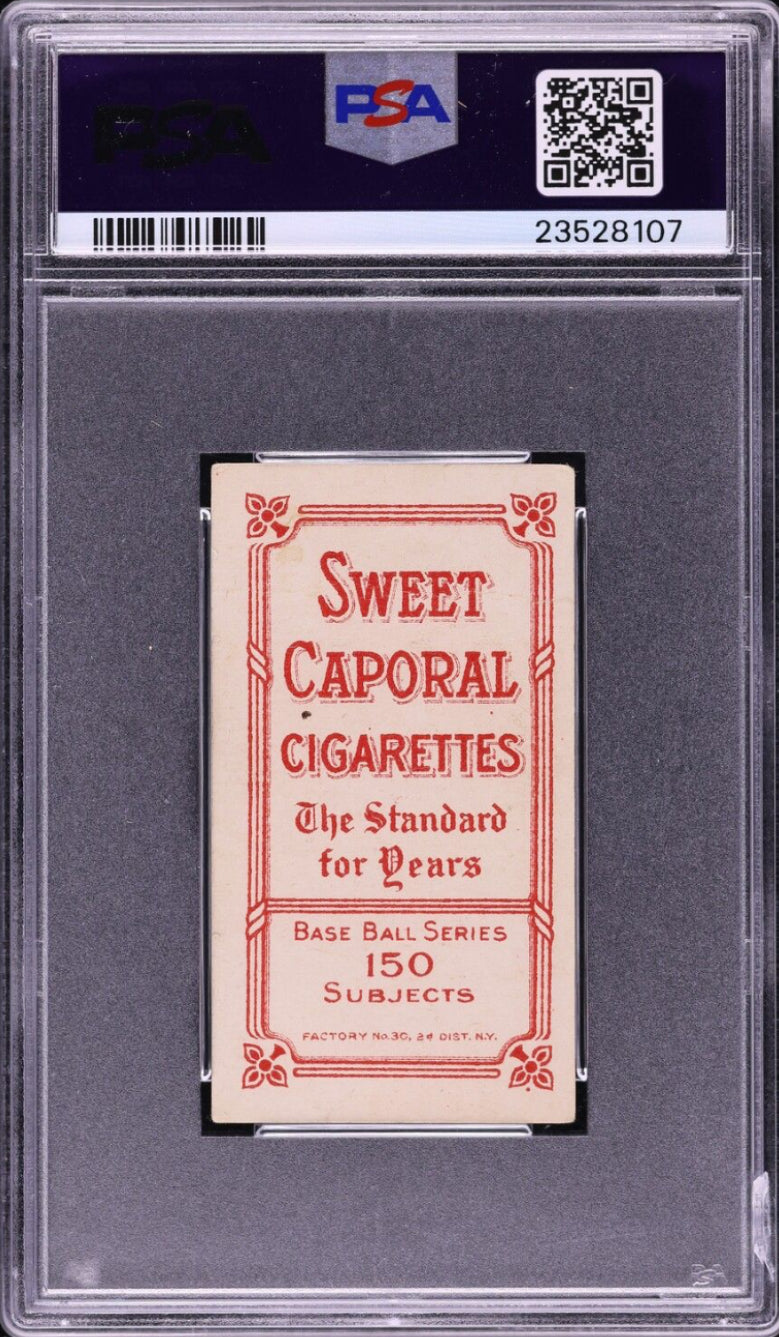 PSA
PSA
23528107
SWEET
CAPORAL
CIGARETTES
The Standard
for Years
BASE BALL SERIES
150
SUBJECTS
FACTORY No. 30, 2d DIST. N.Y.